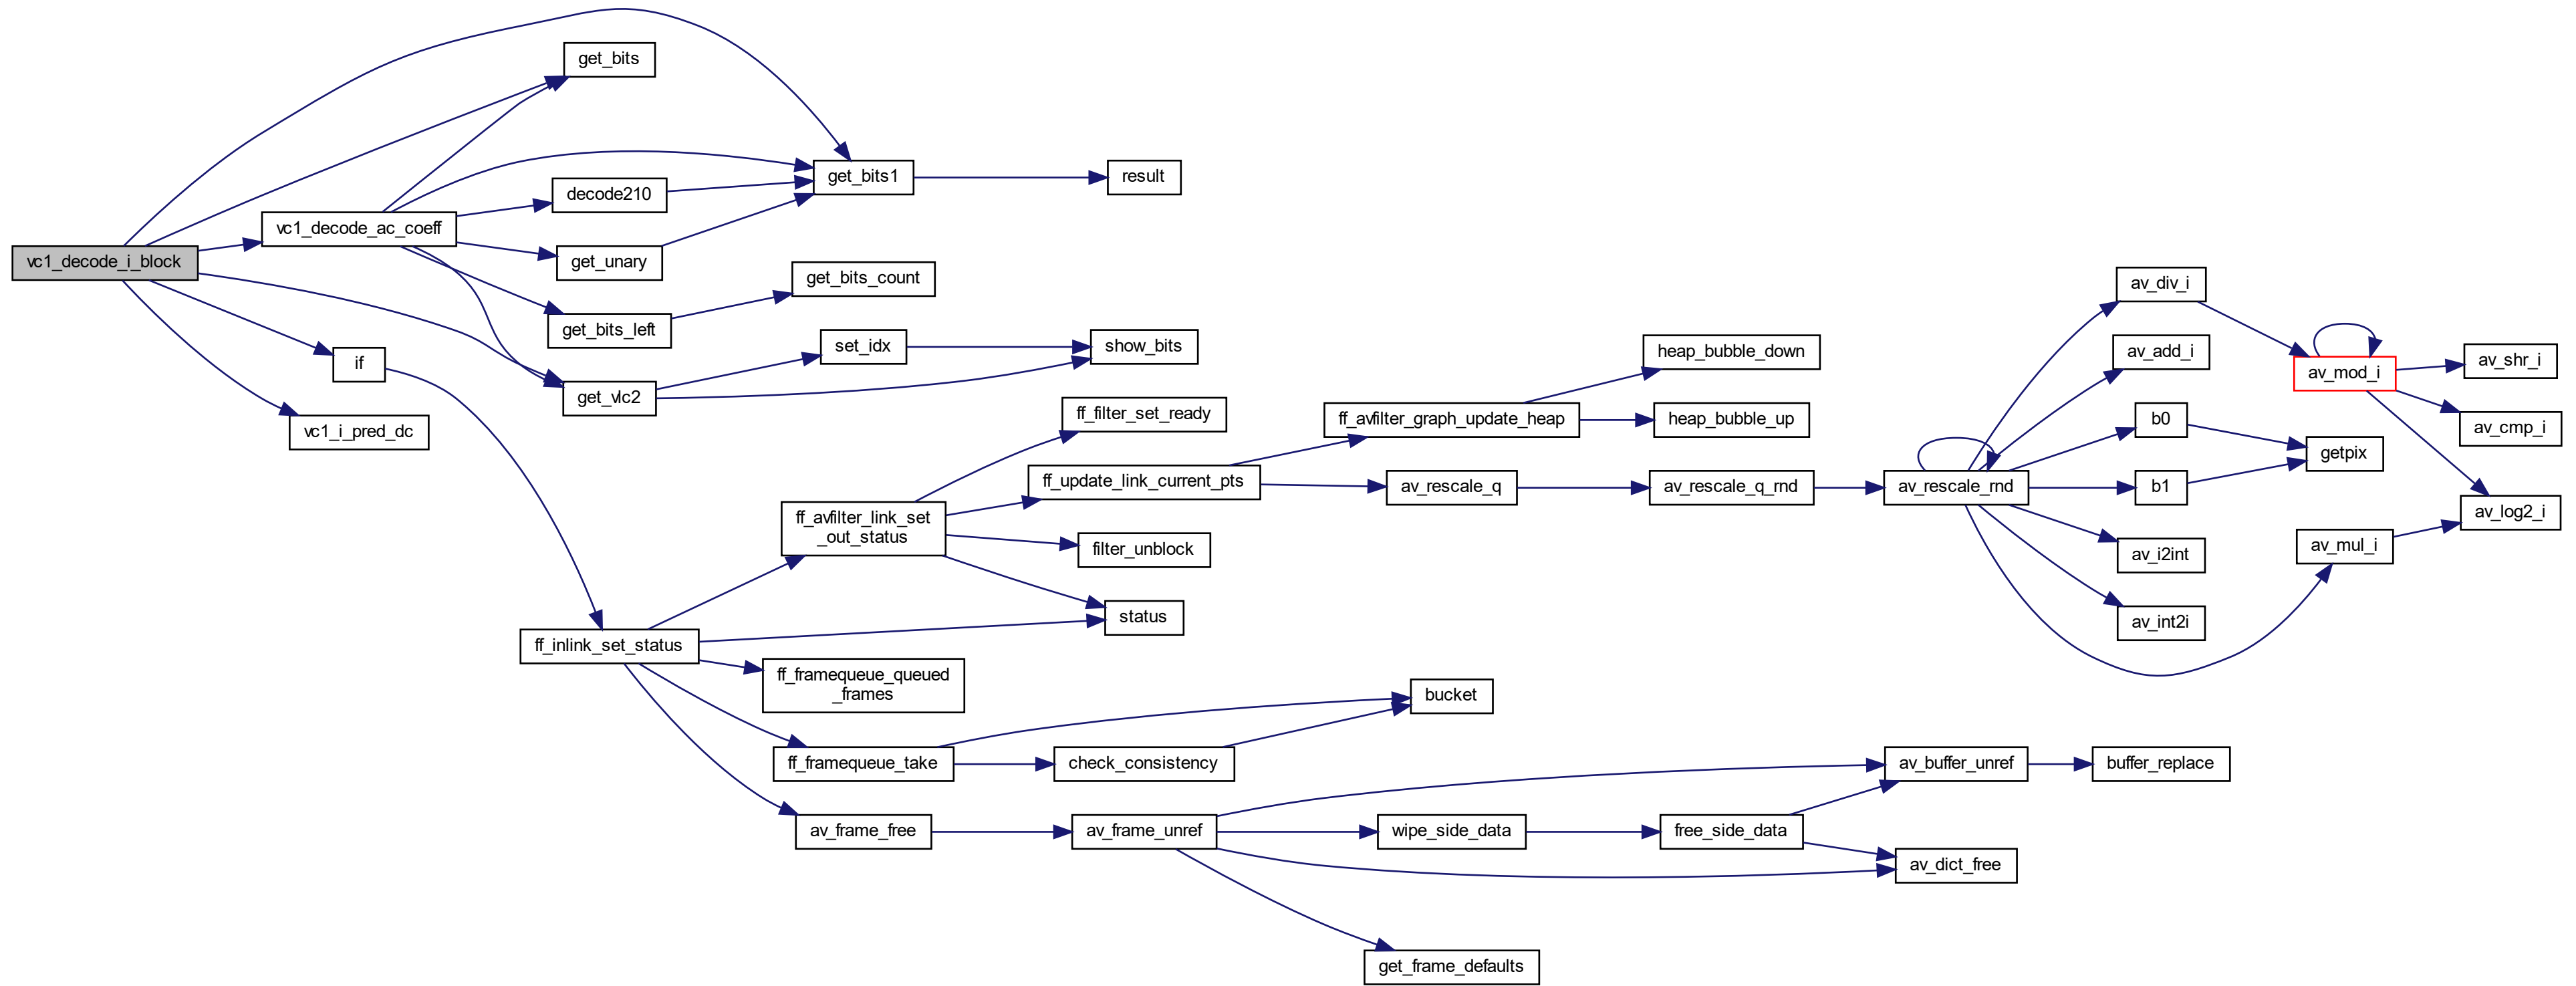 vc1_decode_i_block
vc1_decode_ac_coeff
if
vc1_i_pred_dc
get_bits
decode210
get_unary
get_bits_left
get_vlc2
get_bits1
get_bits_count
set_idx
result
show_bits
ff_inlink_set_status
ff_avfilter_link_set
_out_status
ff_framequeue_queued
_frames
ff_framequeue_take
av_frame_free
ff_filter_set_ready
ff_update_link_current_pts
filter_unblock
status
check_consistency
av_frame_unref
ff_avfilter_graph_update_heap
av_rescale_q
bucket
wipe_side_data
get_frame_defaults
heap_bubble_down
heap_bubble_up
av_rescale_q_rnd
free_side_data
av_rescale_rnd
av_buffer_unref
av_dict_free
av_div_i
av_add_i
b0
b1
av_i2int
av_int2i
buffer_replace
av_mod_i
getpix
av_mul_i
av_shr_i
av_cmp_i
av_log2_i